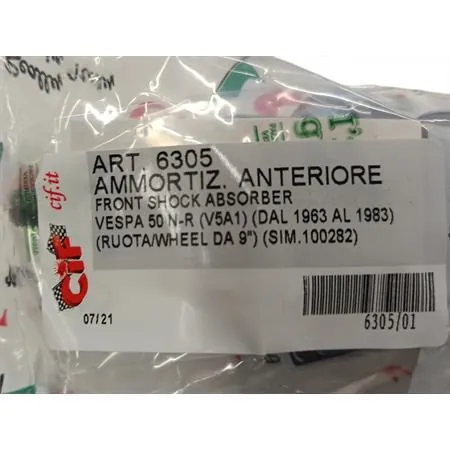 Really
ART. 6305
AMMORTIZ. ANTERIORE
FRONT SHOCK ABSORBER
VESPA 50 N-R (V5A1) (DAL 1963 AL 1983)
(RUOTA/WHEEL DA 9") (SIM.100282)
cif.it
CIF
07/21
6305/01